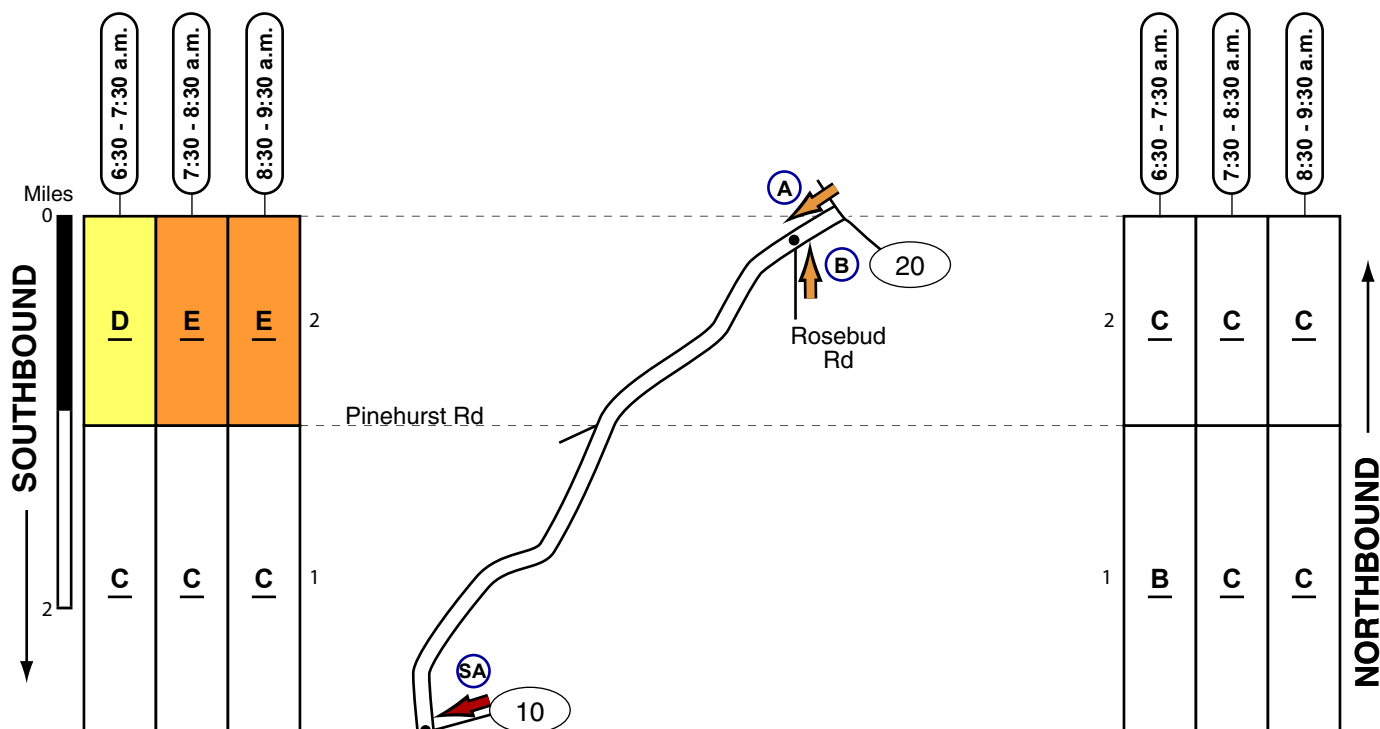 6:30 - 7:30 a.m.
7:30 - 8:30 a.m.
8:30 - 9:30 a.m.
6:30 - 7:30 a.m.
7:30 - 8:30 a.m.
8:30 - 9:30 a.m.
Miles
0
2
SOUTHBOUND
D E E 2
C C C 1
A
B
20
Rosebud
Rd
Pinehurst Rd
SA
10
2 C C C
1 B C C
NORTHBOUND